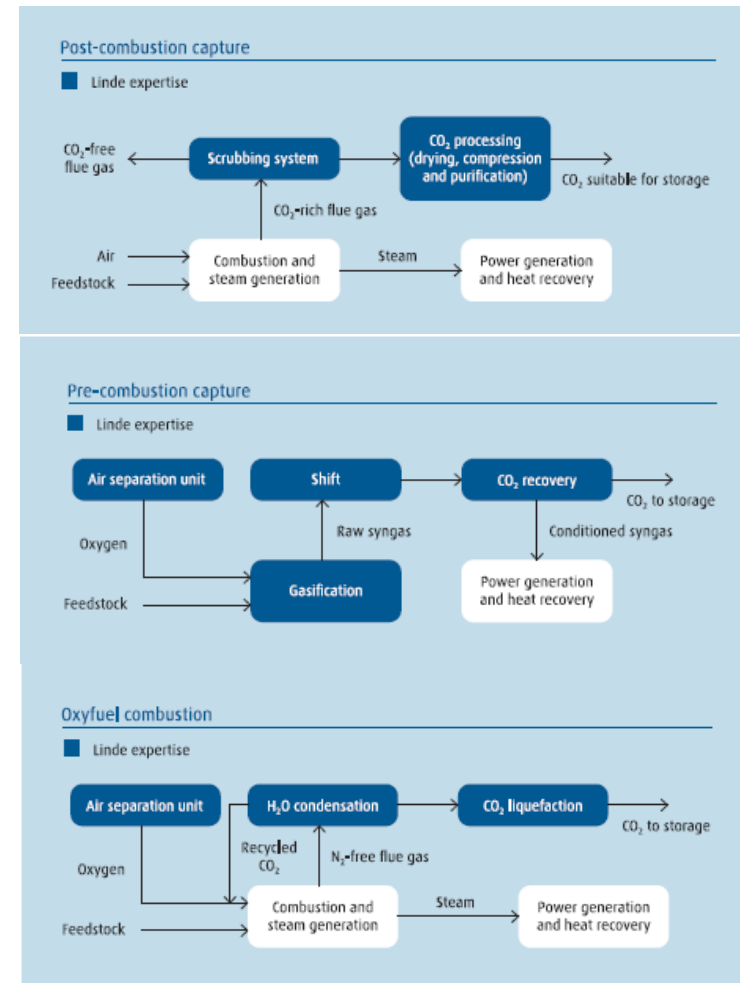 Post-combustion capture
Linde expertise
CO₂-free
flue gas
Scrubbing system
CO₂ processing
(drying, compression
and purification)
CO₂ suitable for storage
CO₂-rich flue gas
Air
Feedstock
Combustion and
steam generation
Steam
Power generation
and heat recovery
Pre-combustion capture
Linde expertise
Air separation unit
Shift
CO₂ recovery
CO₂ to storage
Oxygen
Raw syngas
Conditioned syngas
Feedstock
Gasification
Power generation
and heat recovery
Oxyfuel combustion
Linde expertise
Air separation unit
H₂O condensation
CO₂ liquefaction
CO₂ to storage
Oxygen
Recycled
CO₂
N₂-free flue gas
Feedstock
Combustion and
steam generation
Steam
Power generation
and heat recovery